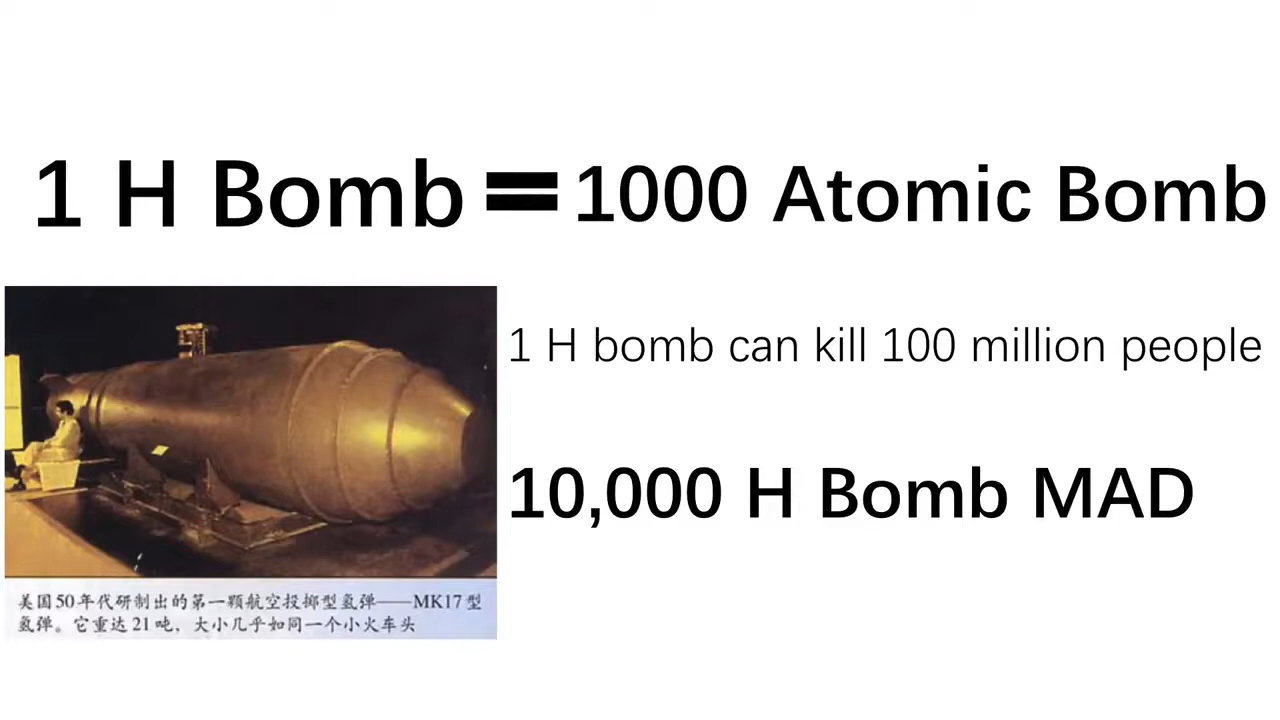 1 H Bomb = 1000 Atomic Bomb
1 H bomb can kill 100 million people
10,000 H Bomb MAD
美国50年代研制出的第一颗航空投掷型氢弹——MK17型
氢弹。它重达21吨，大小几乎如同一个小火车头